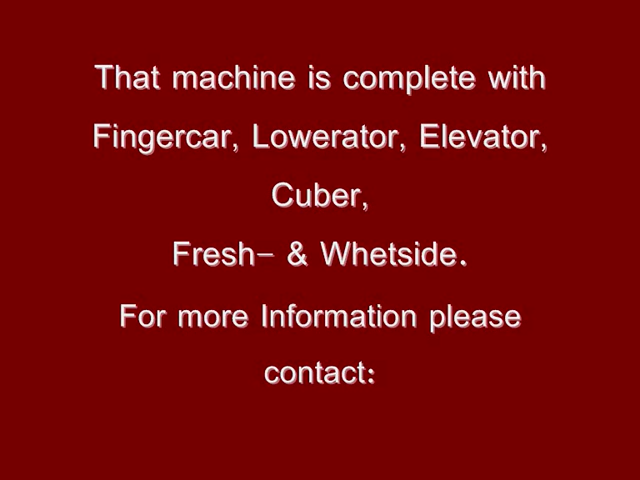 That machine is complete with
Fingercar, Lowerator, Elevator,
Cuber,
Fresh- & Whetside.
For more Information please
contact: